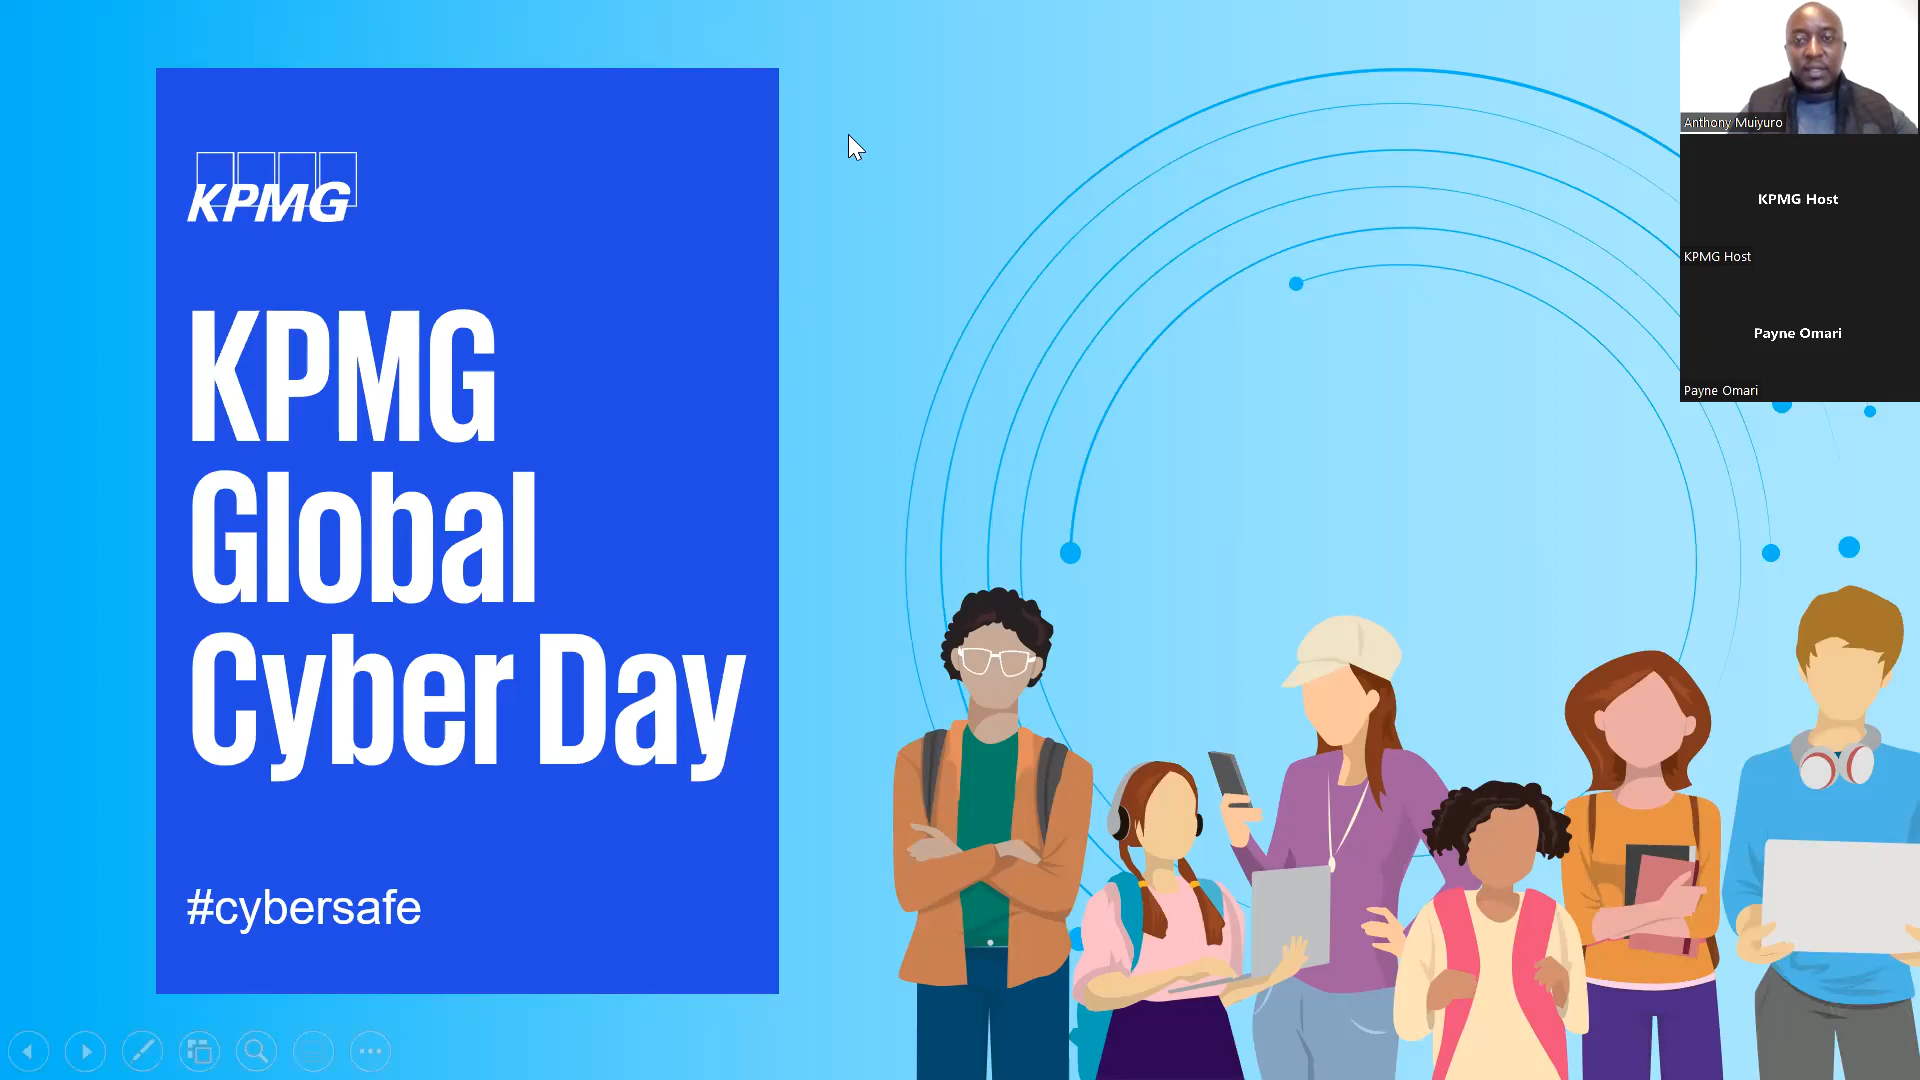 KPMG
KPMG
Global
Cyber Day
#cybersafe
Anthony Muiyuro
KPMG Host
KPMG Host
Payne Omari
Payne Omari